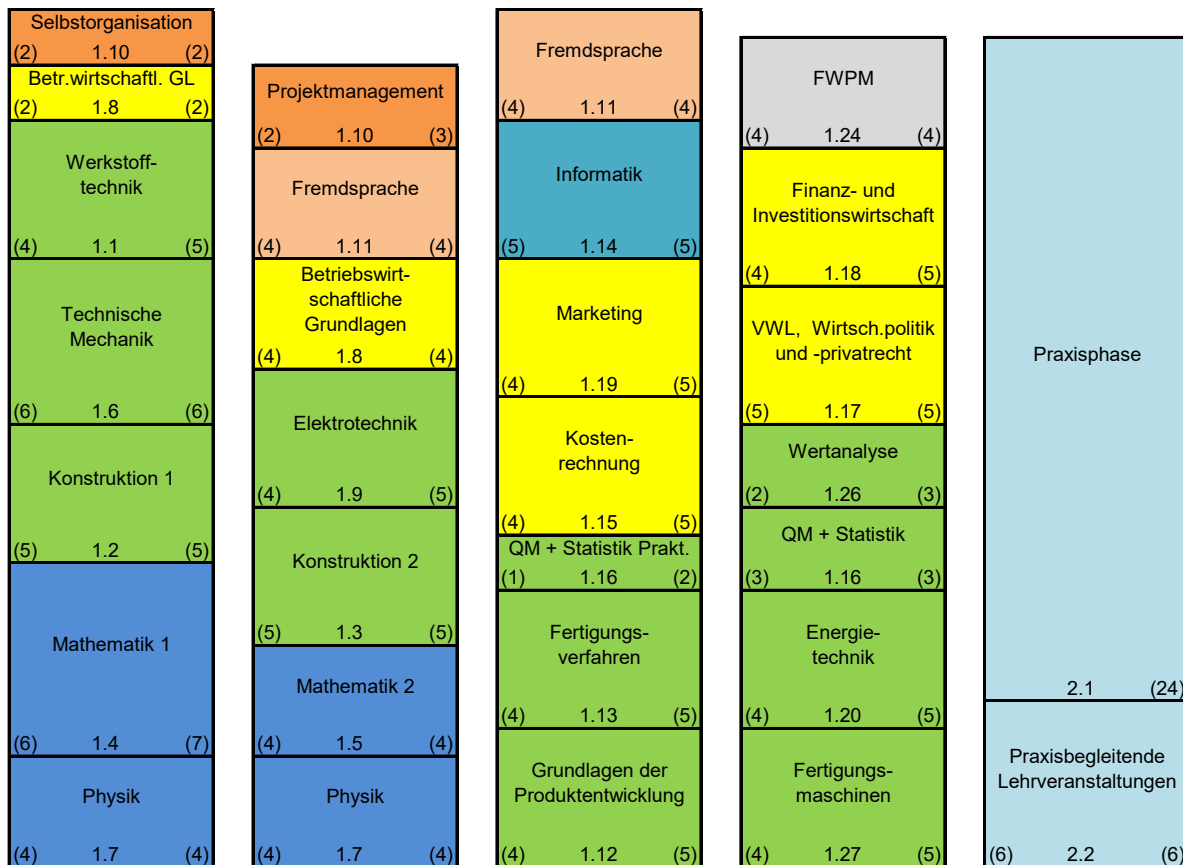 Selbstorganisation
(2) 1.10 (2)
Betr.wirtschaftl. GL
(2) 1.8 (2)
Werkstoff-
technik
(4) 1.1 (5)
Technische
Mechanik
(6) 1.6 (6)
Konstruktion 1
(5) 1.2 (5)
Mathematik 1
(6) 1.4 (7)
Physik
(4) 1.7 (4)
Projektmanagement
(2) 1.10 (3)
Fremdsprache
(4) 1.11 (4)
Betriebswirt-
schaftliche
Grundlagen
(4) 1.8 (4)
Elektrotechnik
(4) 1.9 (5)
Konstruktion 2
(5) 1.3 (5)
Mathematik 2
(4) 1.5 (4)
Physik
(4) 1.7 (4)
Fremdsprache
(4) 1.11 (4)
Informatik
(5) 1.14 (5)
Marketing
(4) 1.19 (5)
Kosten-
rechnung
(4) 1.15 (5)
QM + Statistik Prakt.
(1) 1.16 (2)
Fertigungs-
verfahren
(4) 1.13 (5)
Grundlagen der
Produktentwicklung
(4) 1.12 (5)
FWPM
(4) 1.24 (4)
Finanz- und
Investitionswirtschaft
(4) 1.18 (5)
VWL, Wirtsch.politik
und -privatrecht
(5) 1.17 (5)
Wertanalyse
(2) 1.26 (3)
QM + Statistik
(3) 1.16 (3)
Energie-
technik
(4) 1.20 (5)
Fertigungs-
maschinen
(4) 1.27 (5)
Praxisphase
2.1 (24)
Praxisbegleitende
Lehrveranstaltungen
(6) 2.2 (6)